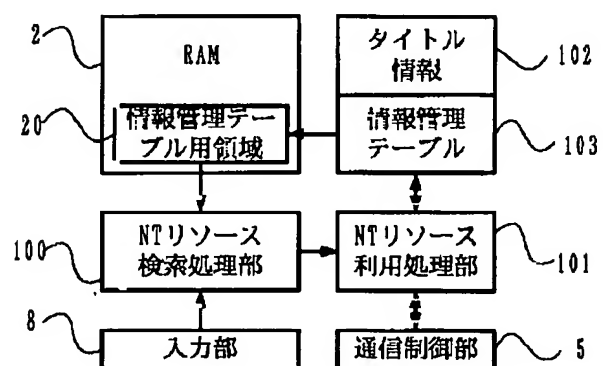 2
RAM
タイトル
情報
102
20
情報管理テー
ブル用領域
情報管理
テーブル
103
100
NTリソース
検索処理部
NTリソース
利用処理部
101
8
入力部
通信制御部
5